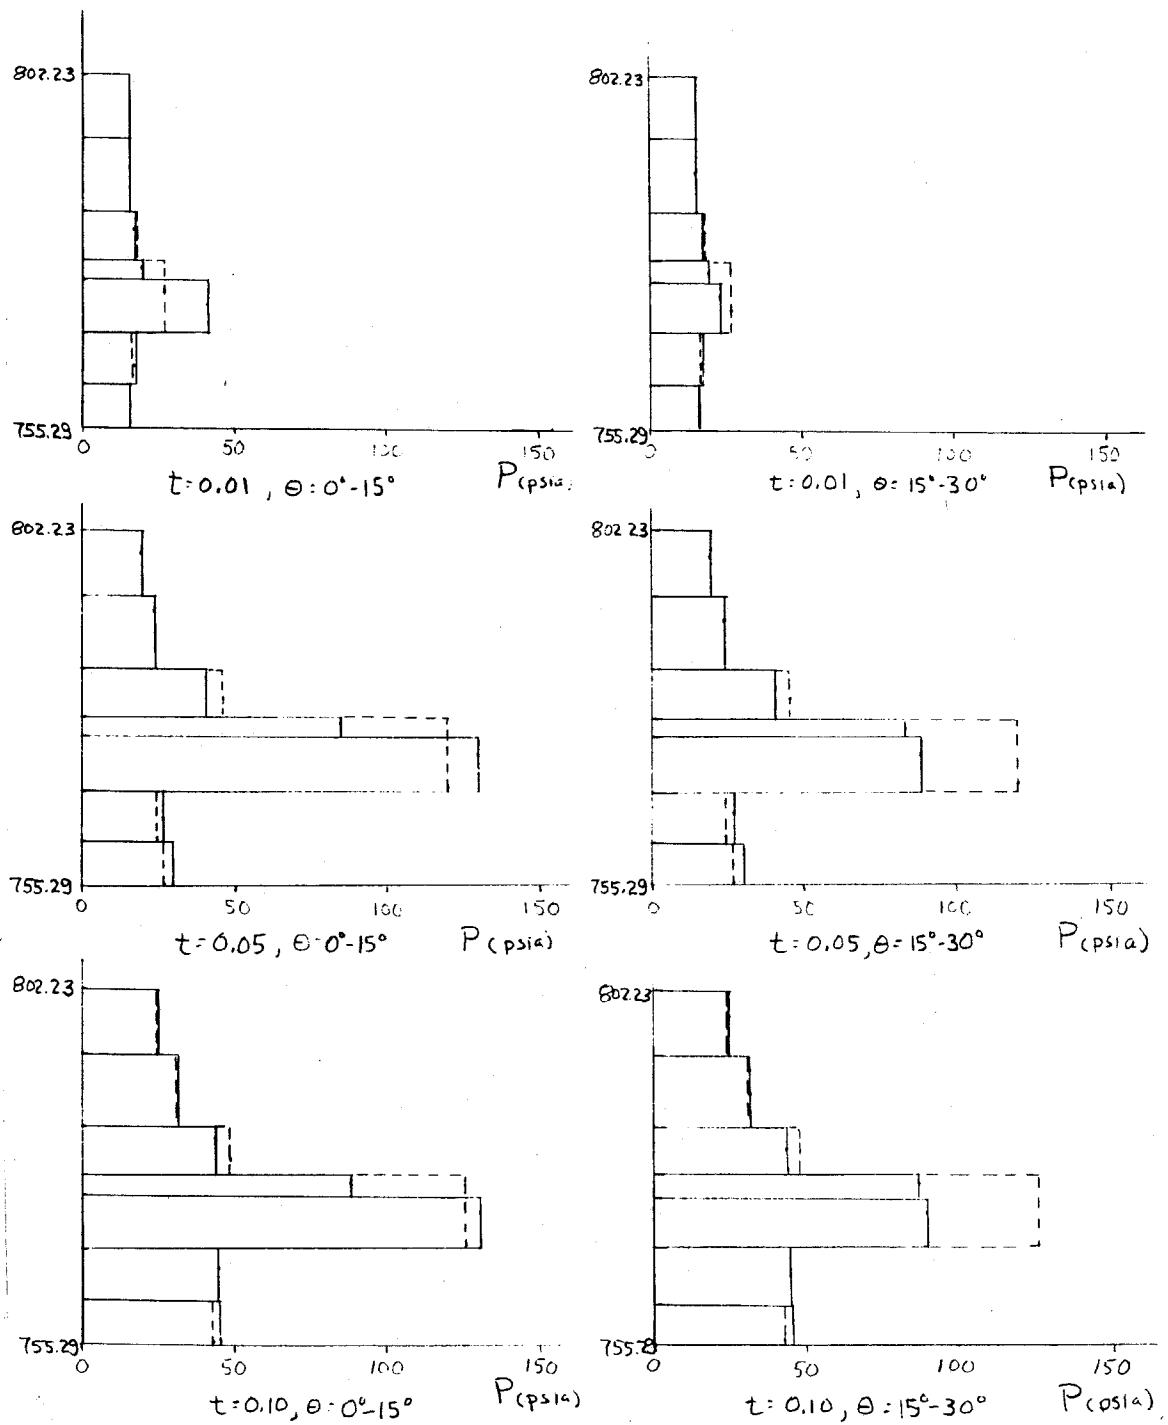 802.23
755.29
0 50 100 150
P(psia)
t=0.01, θ=0°-15°
802.23
755.29
0 50 100 150
P(psia)
t=0.01, θ=15°-30°
802.23
755.29
0 50 100 150
t=0.05, θ=0°-15° P(psia)
802.23
755.29
0 50 100 150
t=0.05, θ=15°-30° P(psia)
802.23
755.29
0 50 100 150
t=0.10, θ=0°-15° P(psia)
802.23
755.29
0 50 100 150
t=0.10, θ=15°-30° P(psia)